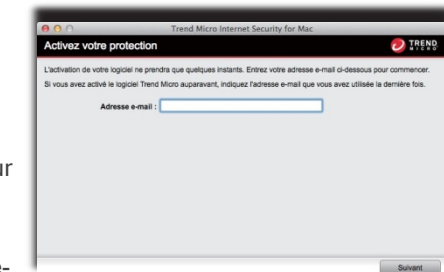 Trend Micro Internet Security for Mac
Activez votre protection
TREND MICRO
L'activation de votre logiciel ne prendra que quelques instants. Entrez votre adresse e-mail ci-dessous pour commencer.
Si vous avez activé le logiciel Trend Micro auparavant, indiquez l'adresse e-mail que vous avez utilisée la dernière fois.
Adresse e-mail :
ur
e-
Suivant